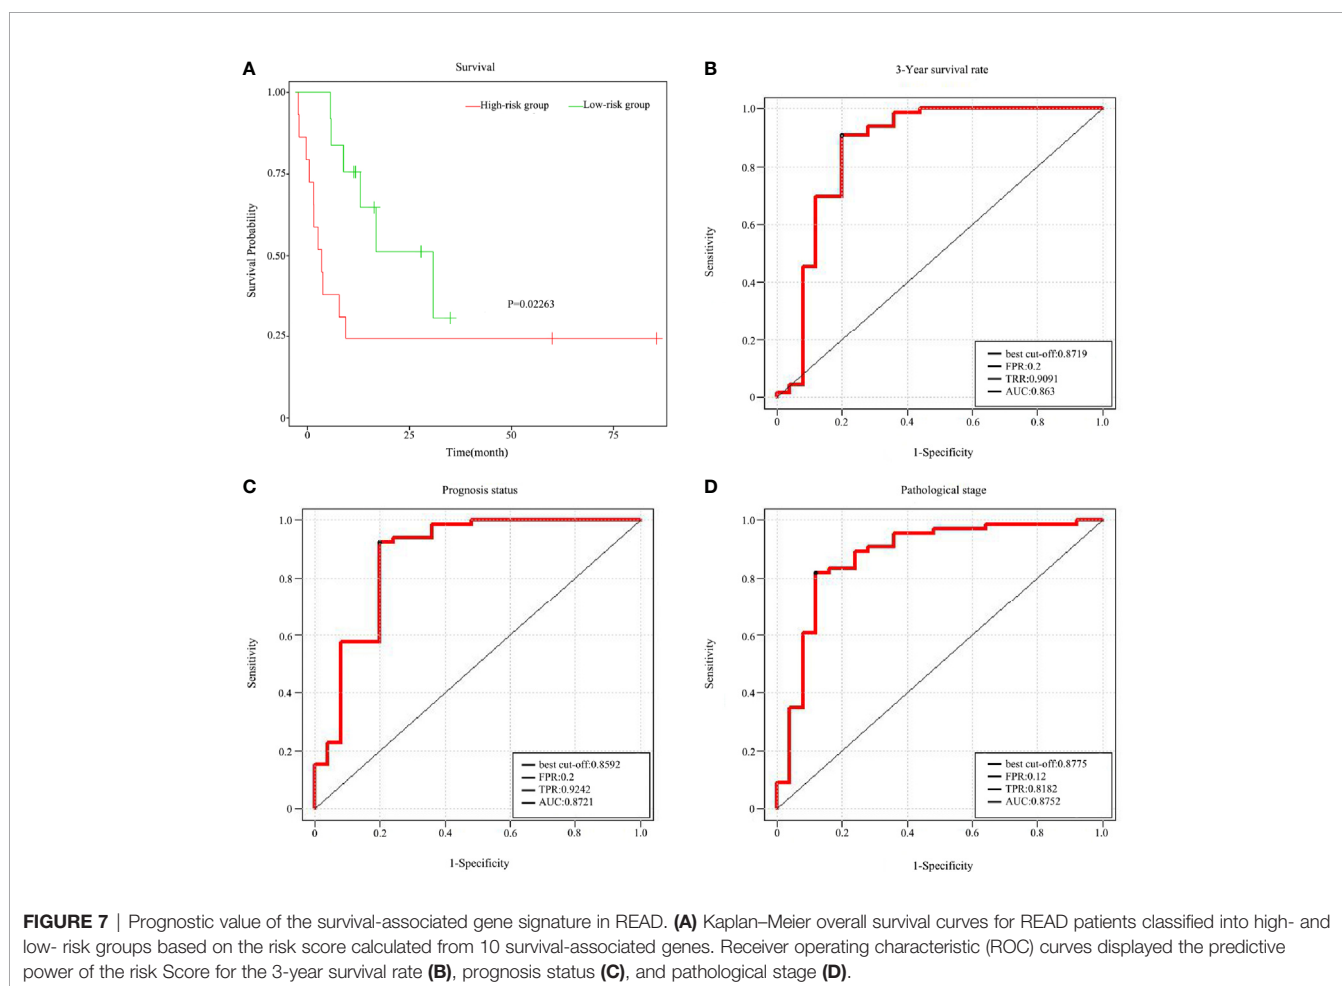 A
Survival
High-risk group
Low-risk group
1.00
0.75
0.50
0.25
0
Survival Probability
P=0.02263
0
25
50
75
Time(month)
B
3-Year survival rate
1.0
0.8
0.6
0.4
0.2
0
Sensitivity
best cut-off:0.8719
FPR:0.2
TRR:0.9091
AUC:0.863
0
0.2
0.4
0.6
0.8
1.0
1-Specificity
C
Prognosis status
1.0
0.8
0.6
0.4
0.2
0
Sensitivity
best cut-off:0.8592
FPR:0.2
TPR:0.9242
AUC:0.8721
0
0.2
0.4
0.6
0.8
1.0
1-Specificity
D
Pathological stage
1.0
0.8
0.6
0.4
0.2
0
Sensitivity
best cut-off:0.8775
FPR:0.12
TPR:0.8182
AUC:0.8752
0
0.2
0.4
0.6
0.8
1.0
1-Specificity
FIGURE 7 | Prognostic value of the survival-associated gene signature in READ. (A) Kaplan–Meier overall survival curves for READ patients classified into high- and
low- risk groups based on the risk score calculated from 10 survival-associated genes. Receiver operating characteristic (ROC) curves displayed the predictive
power of the risk Score for the 3-year survival rate (B), prognosis status (C), and pathological stage (D).